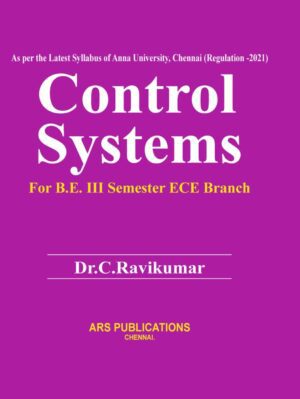 As per the Latest Syllabus of Anna University, Chennai (Regulation -2021)
Control
Systems
For B.E. III Semester ECE Branch
Dr.C.Ravikumar
ARS PUBLICATIONS
CHENNAI.